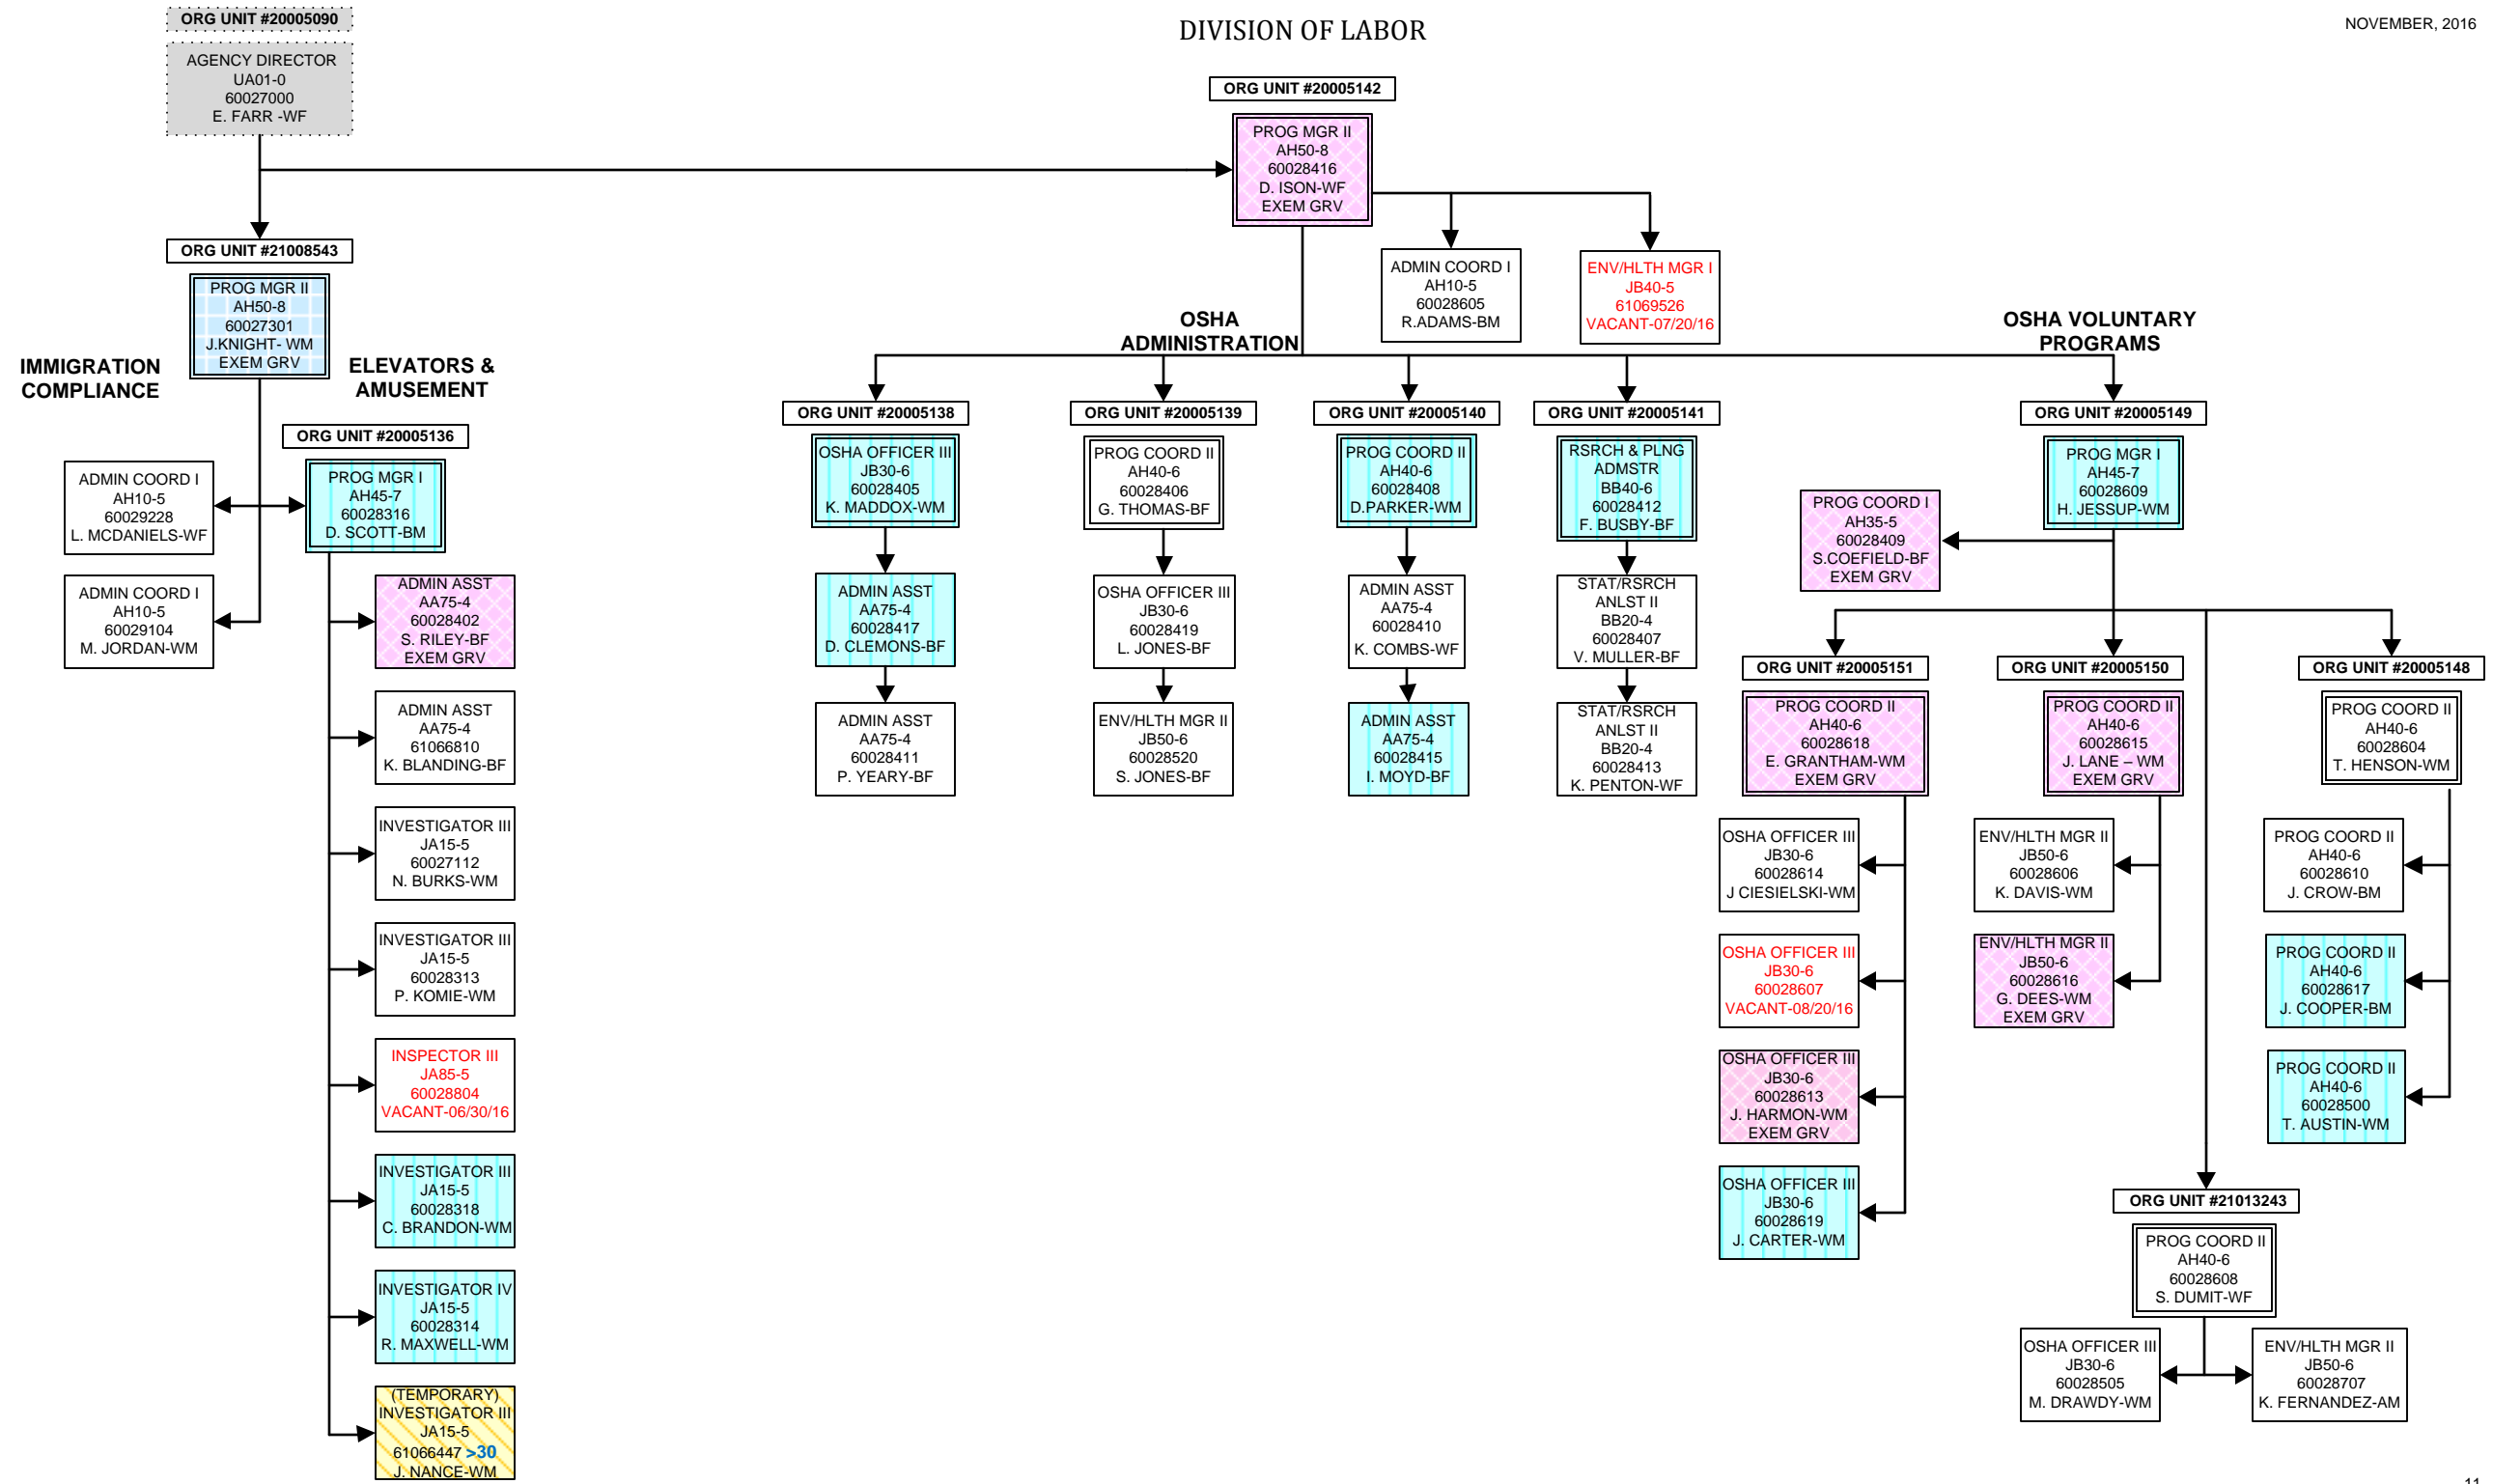 ORG UNIT #20005090
AGENCY DIRECTOR
UA01-0
60027000
E. FARR -WF
DIVISION OF LABOR
NOVEMBER, 2016
ORG UNIT #20005142
PROG MGR II
AH50-8
60028416
D. ISON-WF
EXEM GRV
ADMIN COORD I
AH10-5
60028605
R.ADAMS-BM
ENV/HLTH MGR I
JB40-5
61069526
VACANT-07/20/16
ORG UNIT #21008543
PROG MGR II
AH50-8
60027301
J.KNIGHT- WM
EXEM GRV
IMMIGRATION
COMPLIANCE
ELEVATORS &
AMUSEMENT
ADMIN COORD I
AH10-5
60029228
L. MCDANIELS-WF
ADMIN COORD I
AH10-5
60029104
M. JORDAN-WM
ORG UNIT #20005136
PROG MGR I
AH45-7
60028316
D. SCOTT-BM
ADMIN ASST
AA75-4
60028402
S. RILEY-BF
EXEM GRV
ADMIN ASST
AA75-4
61066810
K. BLANDING-BF
INVESTIGATOR III
JA15-5
60027112
N. BURKS-WM
INVESTIGATOR III
JA15-5
60028313
P. KOMIE-WM
INSPECTOR III
JA85-5
60028804
VACANT-06/30/16
INVESTIGATOR III
JA15-5
60028318
C. BRANDON-WM
INVESTIGATOR IV
JA15-5
60028314
R. MAXWELL-WM
(TEMPORARY)
INVESTIGATOR III
JA15-5
61066447 >30
J. NANCE-WM
OSHA
ADMINISTRATION
ORG UNIT #20005138
OSHA OFFICER III
JB30-6
60028405
K. MADDOX-WM
ADMIN ASST
AA75-4
60028417
D. CLEMONS-BF
ADMIN ASST
AA75-4
60028411
P. YEARY-BF
ORG UNIT #20005139
PROG COORD II
AH40-6
60028406
G. THOMAS-BF
OSHA OFFICER III
JB30-6
60028419
L. JONES-BF
ENV/HLTH MGR II
JB50-6
60028520
S. JONES-BF
ORG UNIT #20005140
PROG COORD II
AH40-6
60028408
D.PARKER-WM
ADMIN ASST
AA75-4
60028410
K. COMBS-WF
ADMIN ASST
AA75-4
60028415
I. MOYD-BF
ORG UNIT #20005141
RSRCH & PLNG
ADMSTR
BB40-6
60028412
F. BUSBY-BF
STAT/RSRCH
ANLST II
BB20-4
60028407
V. MULLER-BF
STAT/RSRCH
ANLST II
BB20-4
60028413
K. PENTON-WF
OSHA VOLUNTARY
PROGRAMS
ORG UNIT #20005149
PROG MGR I
AH45-7
60028609
H. JESSUP-WM
PROG COORD I
AH35-5
60028409
S.COEFIELD-BF
EXEM GRV
ORG UNIT #20005151
PROG COORD II
AH40-6
60028618
E. GRANTHAM-WM
EXEM GRV
OSHA OFFICER III
JB30-6
60028614
J CIESIELSKI-WM
OSHA OFFICER III
JB30-6
60028607
VACANT-08/20/16
OSHA OFFICER III
JB30-6
60028613
J. HARMON-WM
EXEM GRV
OSHA OFFICER III
JB30-6
60028619
J. CARTER-WM
ORG UNIT #20005150
PROG COORD II
AH40-6
60028615
J. LANE – WM
EXEM GRV
ENV/HLTH MGR II
JB50-6
60028606
K. DAVIS-WM
ENV/HLTH MGR II
JB50-6
60028616
G. DEES-WM
EXEM GRV
ORG UNIT #20005148
PROG COORD II
AH40-6
60028604
T. HENSON-WM
PROG COORD II
AH40-6
60028610
J. CROW-BM
PROG COORD II
AH40-6
60028617
J. COOPER-BM
PROG COORD II
AH40-6
60028500
T. AUSTIN-WM
ORG UNIT #21013243
PROG COORD II
AH40-6
60028608
S. DUMIT-WF
OSHA OFFICER III
JB30-6
60028505
M. DRAWDY-WM
ENV/HLTH MGR II
JB50-6
60028707
K. FERNANDEZ-AM